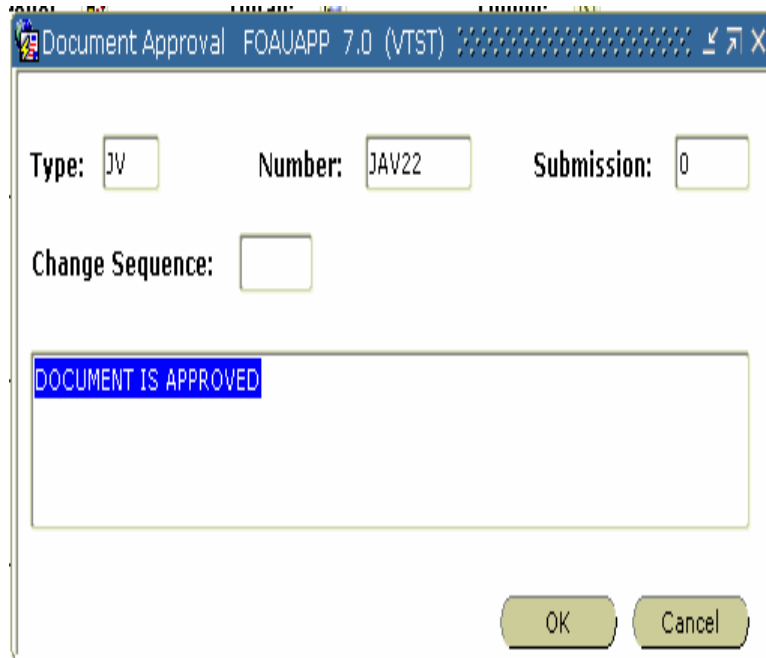 Document Approval FOAUAPP 7.0 (VTST)
Type: JV Number: JAV22 Submission: 0
Change Sequence:
DOCUMENT IS APPROVED
OK Cancel